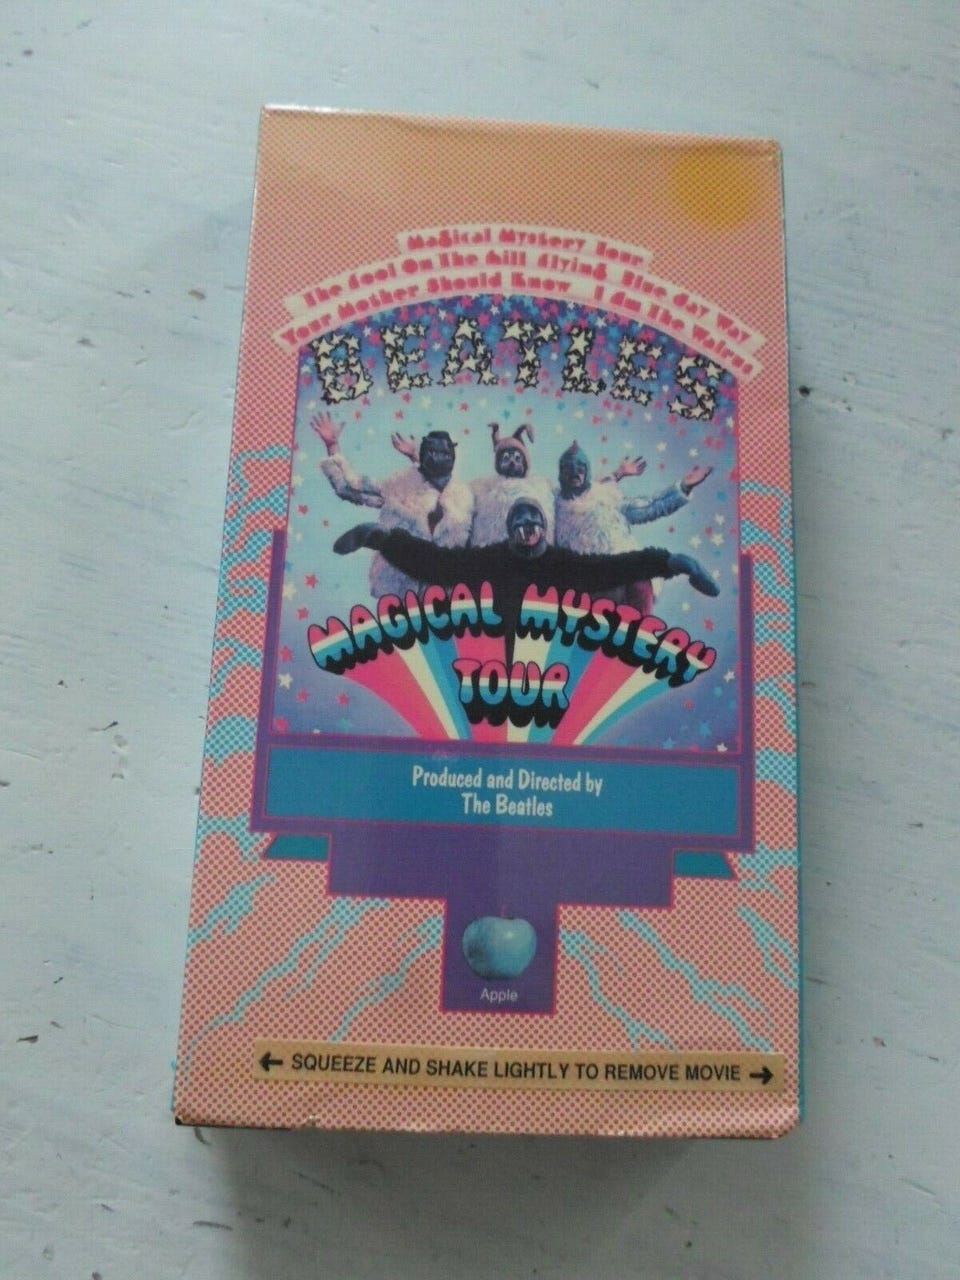 Magical Mystery Tour
The Fool On The Hill Flying Blue Jay Way
Your Mother Should Know I Am The Walrus
BEATLES
MAGICAL MYSTERY
TOUR
Produced and Directed by
The Beatles
Apple
← SQUEEZE AND SHAKE LIGHTLY TO REMOVE MOVIE →